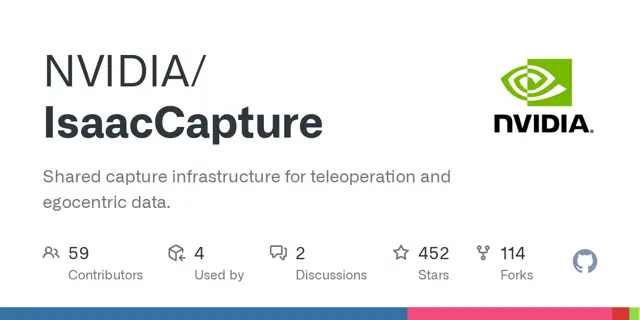 NVIDIA/
IsaacCapture
NVIDIA.
Shared capture infrastructure for teleoperation and
egocentric data.
59
Contributors
4
Used by
2
Discussions
452
Stars
114
Forks